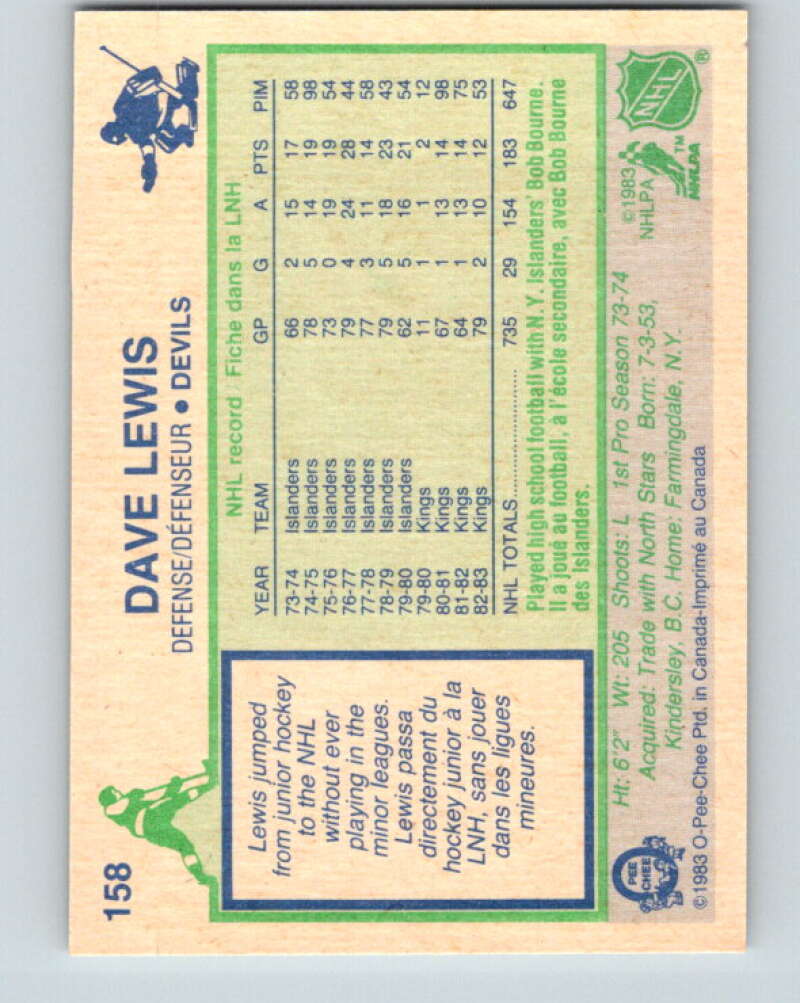 158
DAVE LEWIS
DEFENSE/DÉFENSEUR ● DEVILS
Lewis jumped
from junior hockey
to the NHL
without ever
playing in the
minor leagues.
Lewis passa
directement du
hockey junior à la
LNH, sans jouer
dans les ligues
mineures.
NHL record Fiche dans la LNH
YEAR TEAM GP G A PTS PIM
73-74 Islanders 66 2 15 17 58
74-75 Islanders 78 5 14 19 98
75-76 Islanders 73 0 19 19 54
76-77 Islanders 79 4 24 28 44
77-78 Islanders 77 3 11 14 58
78-79 Islanders 79 5 18 23 43
79-80 Islanders 62 5 16 21 54
79-80 Kings 11 1 1 2 12
80-81 Kings 67 1 13 14 98
81-82 Kings 64 1 13 14 75
82-83 Kings 79 2 10 12 53
NHL TOTALS 735 29 154 183 647
Played high school football with N.Y. Islanders' Bob Bourne.
Il a joué au football, à l'école secondaire, avec Bob Bourne
des Islanders.
Ht: 6'2" Wt: 205 Shoots: L 1st Pro Season 73-74
Acquired: Trade with North Stars Born: 7-3-53,
Kindersley, B.C. Home: Farmingdale, N.Y.
©1983 O-Pee-Chee Ptd. in Canada-Imprimé au Canada
O
PEE
CHEE
©1983
NHLPA
NHL ®
TM
NHLPA